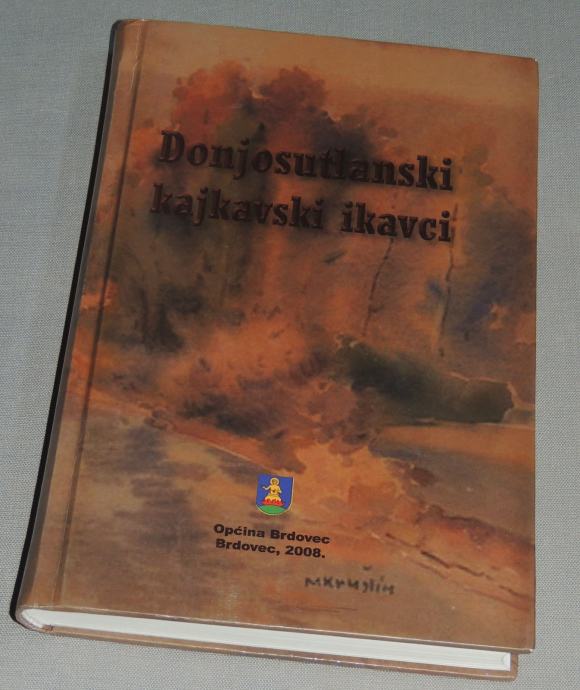 Donjosutlanski
kajkavski ikavci
Općina Brdovec
Brdovec, 2008.